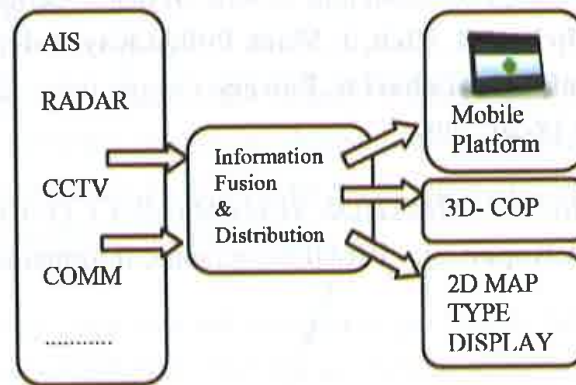 AIS
RADAR
CCTV
COMM
............
Information
Fusion
&
Distribution
Mobile
Platform
3D- COP
2D MAP
TYPE
DISPLAY